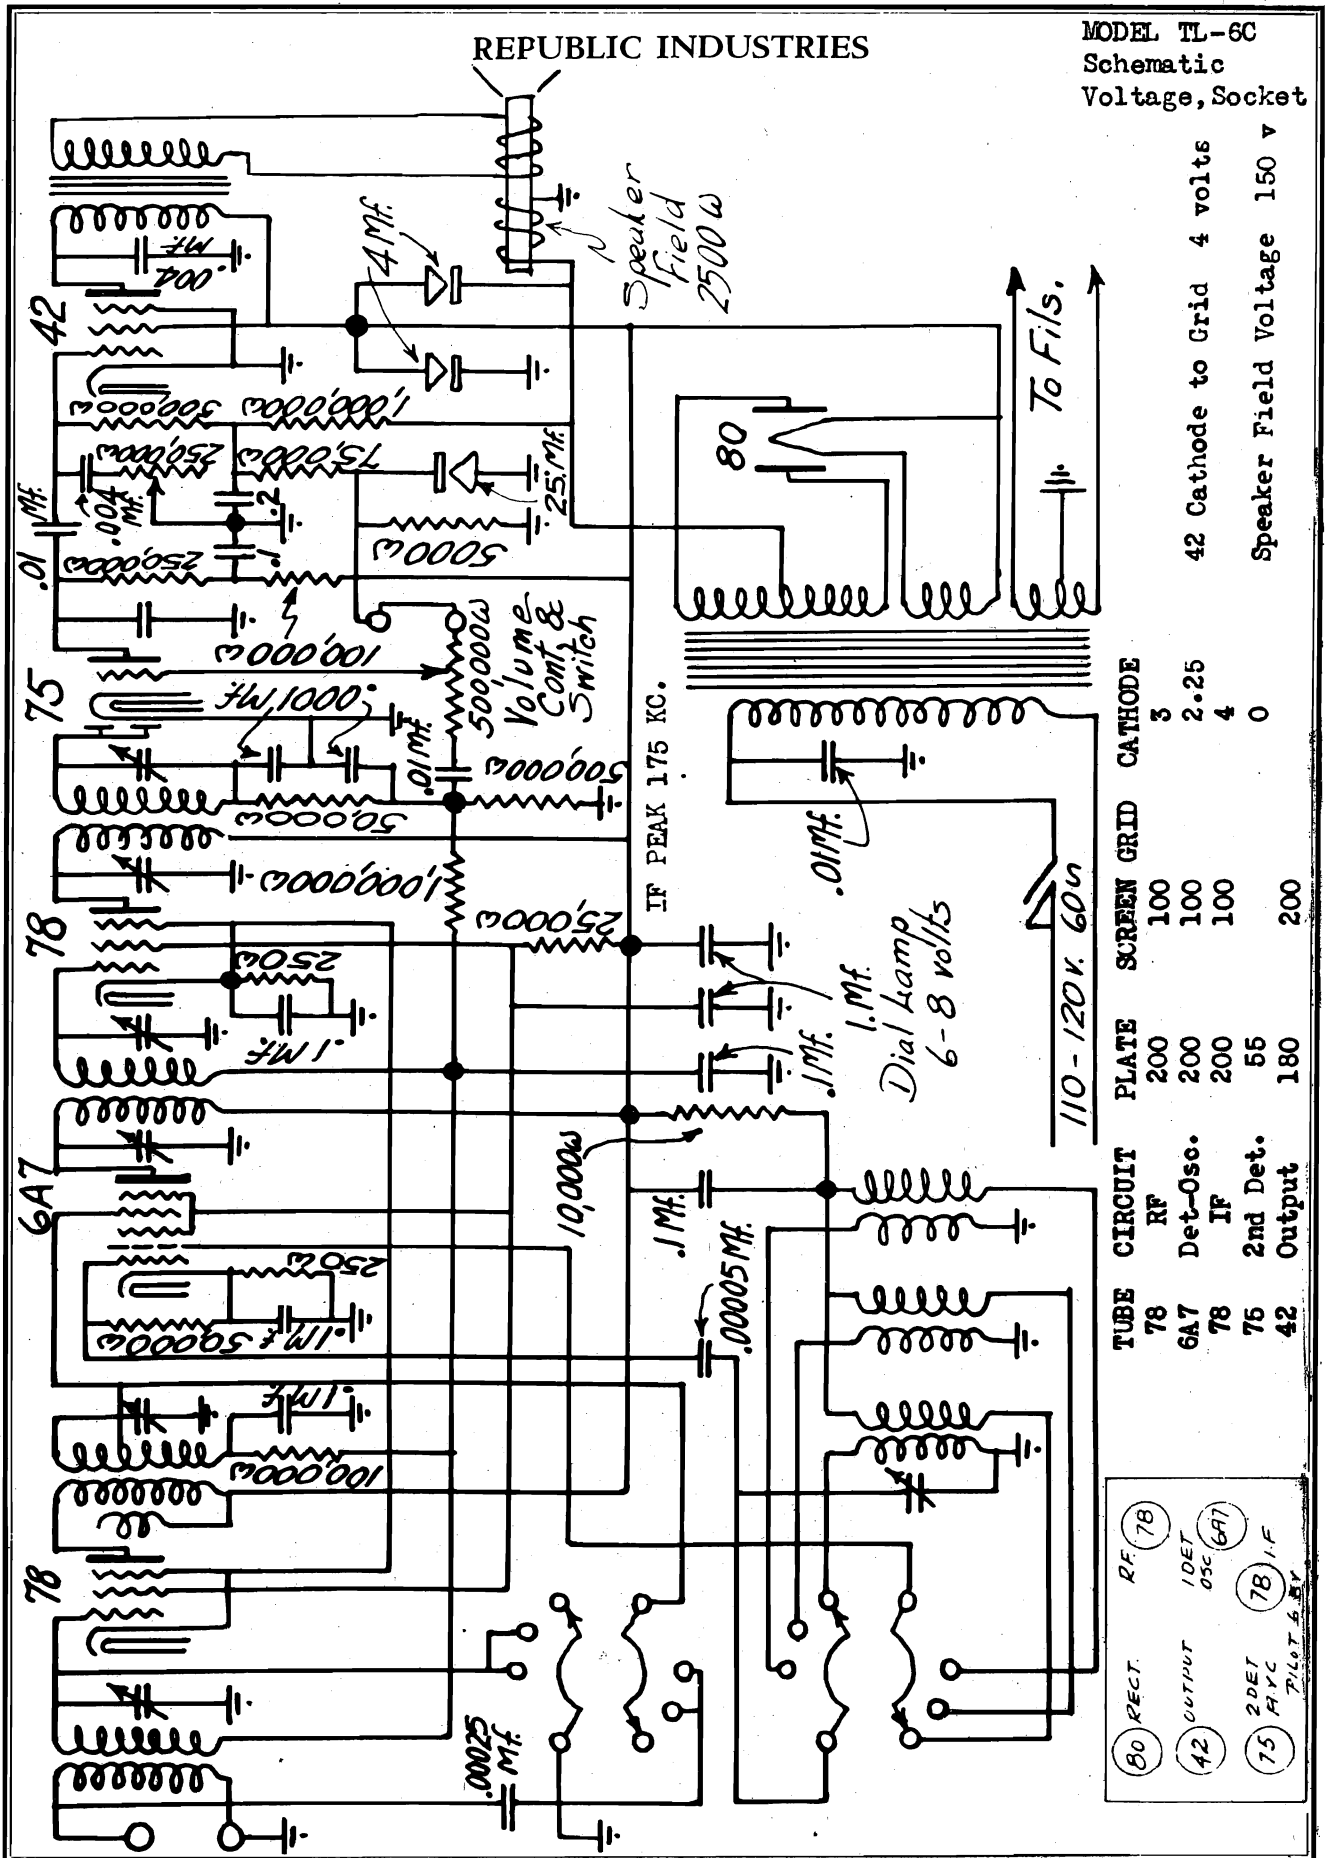 REPUBLIC INDUSTRIES
MODEL TL-6C
Schematic
Voltage, Socket
78
6A7
78
75
42
.01 Mf.
.004
Mf.
500,000ω
250,000ω
.004
Mf.
1,000,000ω
75,000ω
.2
.1
250,000ω
100,000ω
25. Mf.
5000ω
4 Mf.
Speaker
Field
2500 ω
.0001 Mf.
.01 Mf.
500,000ω
Volume
Cont. &
Switch
500,000ω
50,000ω
1,000,000ω
250ω
.1 Mf.
25,000ω
250ω
50,000ω
.1 Mf.
.1 Mf.
100,000ω
.00025
Mf.
IF PEAK 175 KC.
1. Mf.
.1 Mf.
10,000ω
.1 Mf.
.00005 Mf.
Dial Lamp
6-8 volts
.01 Mf.
110-120 v. 60~
80
To Fils.
42 Cathode to Grid 4 volts
Speaker Field Voltage 150 v
TUBE CIRCUIT PLATE SCREEN GRID CATHODE
78 RF 200 100 3
6A7 Det-Osc. 200 100 2.25
78 IF 200 100 4
75 2nd Det. 55 0
42 Output 180 200
80 RECT. RF 78
42 OUTPUT 1 DET OSC 6A7
75 2 DET AVC 78 I.F
PILOT 6 8V